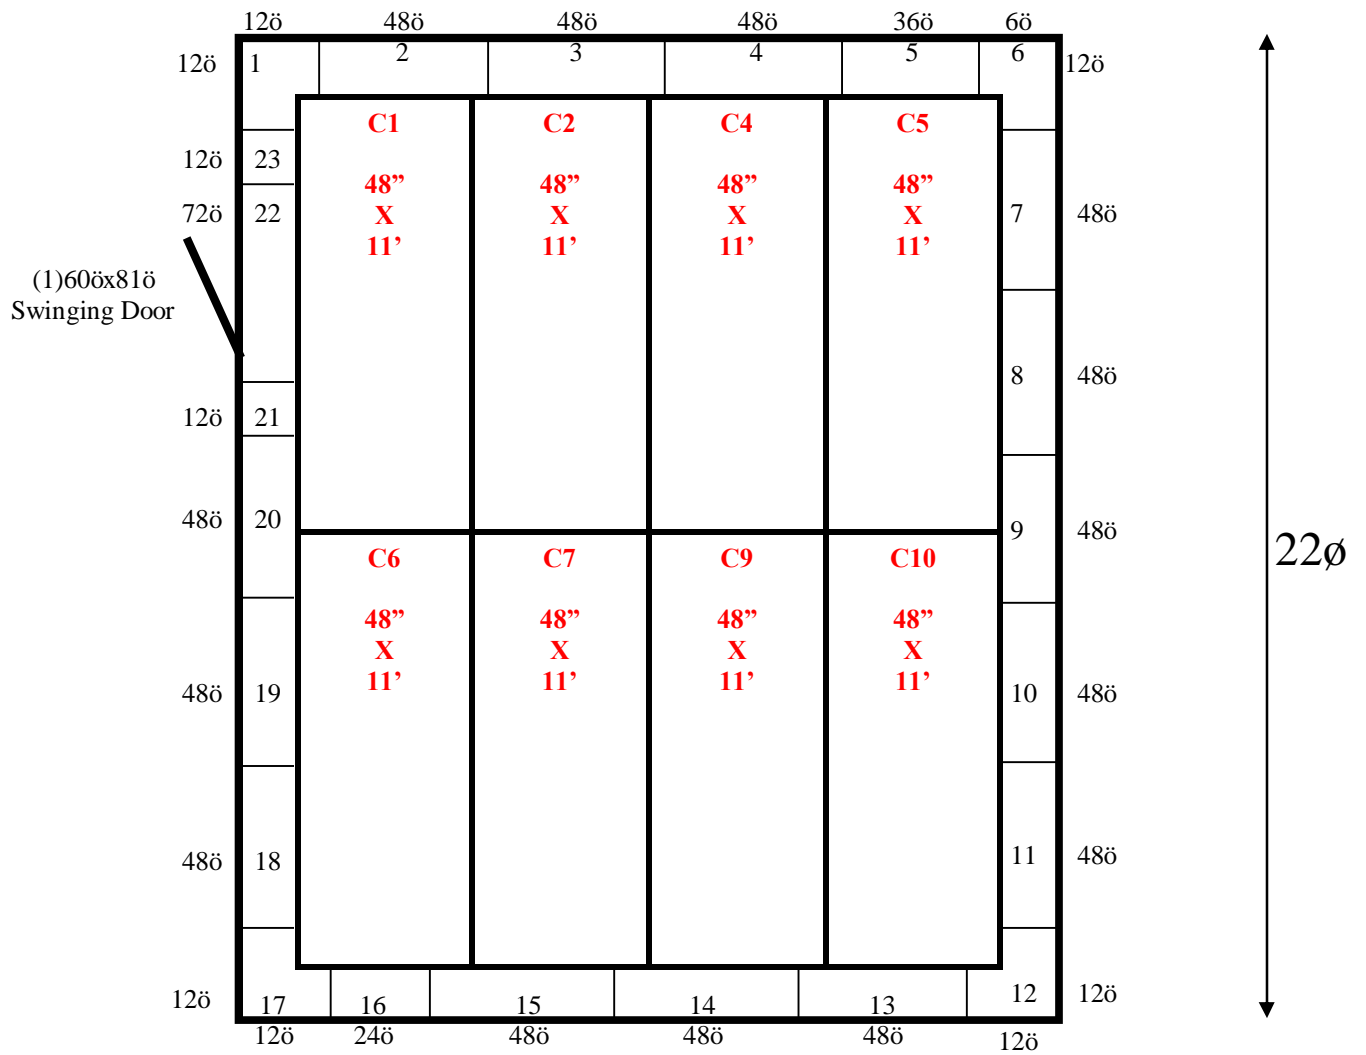 12ö 48ö 48ö 48ö 36ö 6ö
12ö 1 2 3 4 5 6 12ö
C1 C2 C4 C5
12ö 23
48” 48” 48” 48”
72ö 22 X X X X 7 48ö
11’ 11’ 11’ 11’
(1)60öx81ö
Swinging Door
8 48ö
12ö 21
48ö 20
9 48ö
22ø
C6 C7 C9 C10
48” 48” 48” 48”
X X X X
11’ 11’ 11’ 11’
48ö 19 10 48ö
48ö 18 11 48ö
12ö 17 16 15 14 13 12 12ö
12ö 24ö 48ö 48ö 48ö 12ö